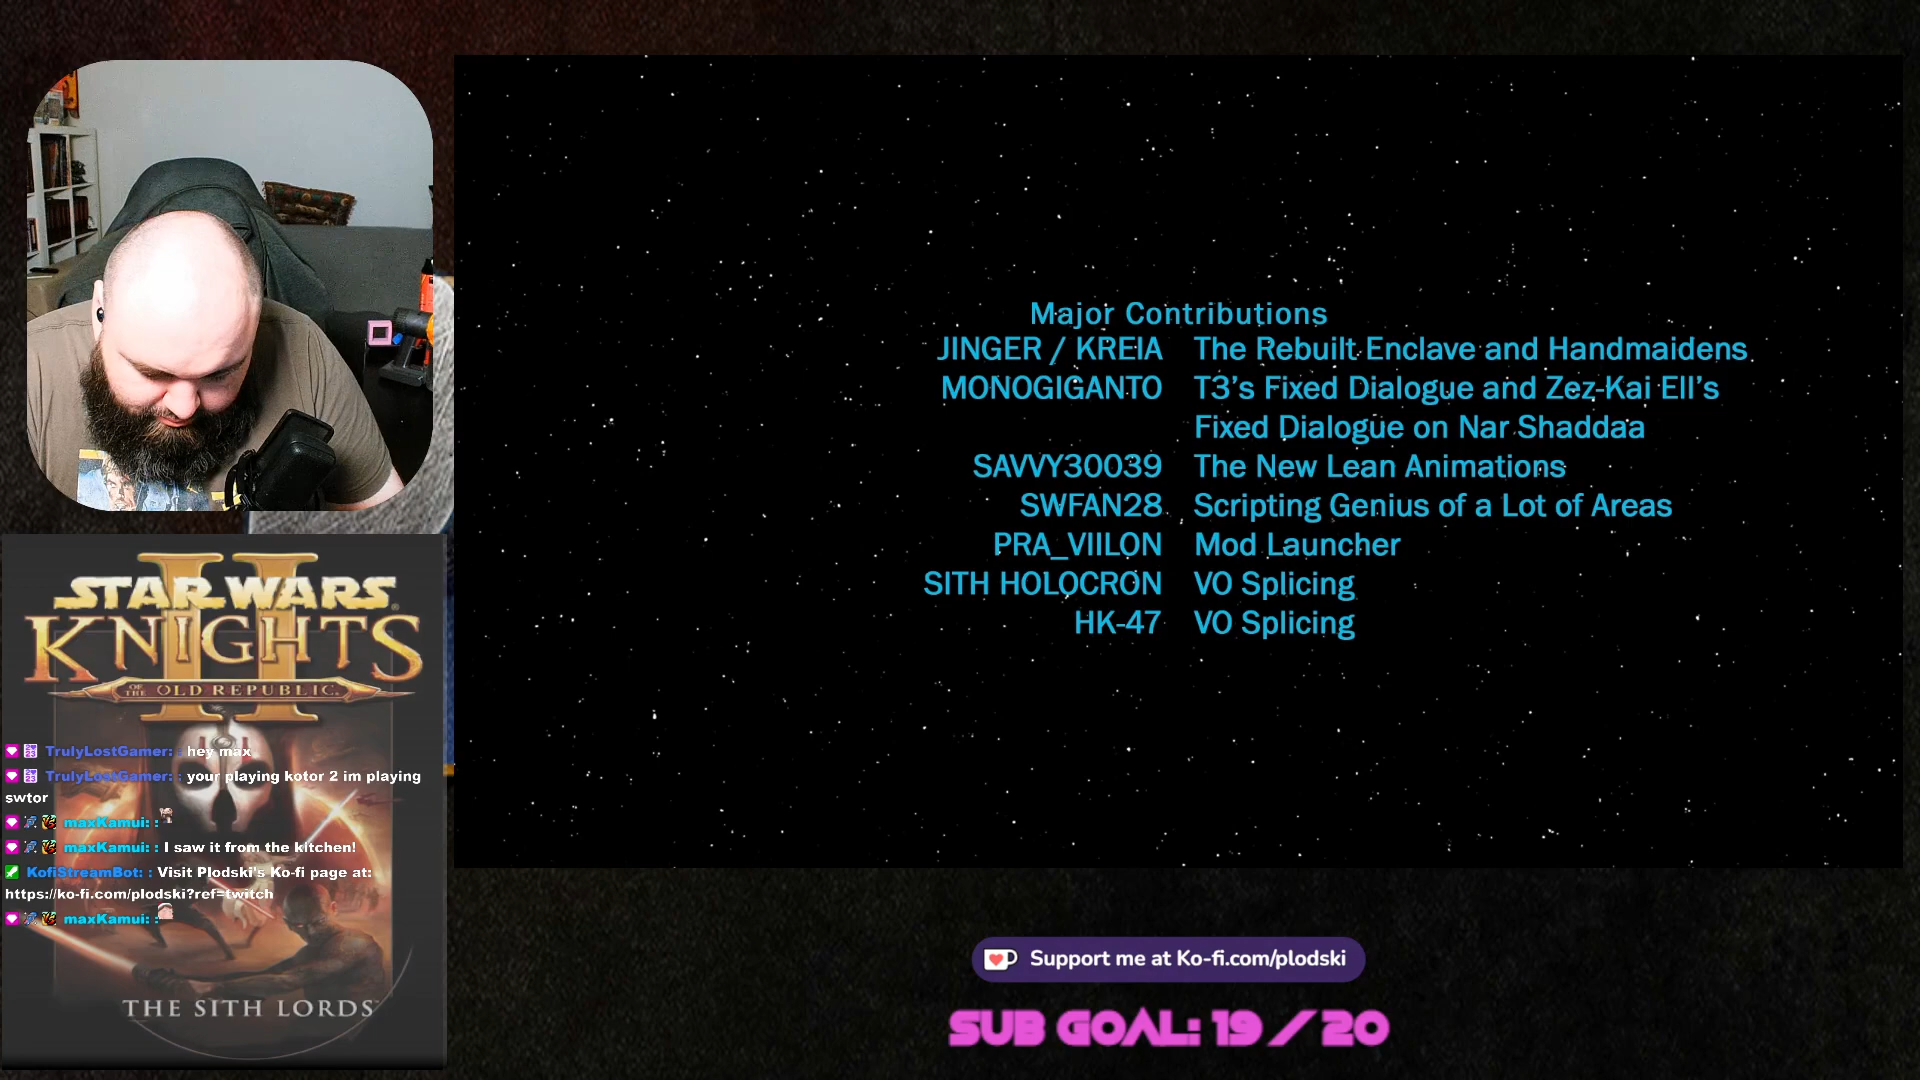 Major Contributions
JINGER / KREIA The Rebuilt Enclave and Handmaidens
MONOGIGANTO T3’s Fixed Dialogue and Zez-Kai Ell’s
Fixed Dialogue on Nar Shaddaa
SAVVY30039 The New Lean Animations
SWFAN28 Scripting Genius of a Lot of Areas
PRA_VIILON Mod Launcher
SITH HOLOCRON VO Splicing
HK-47 VO Splicing
STAR WARS
KNIGHTS
II
OF THE OLD REPUBLIC
TrulyLostGamer: : hey max
TrulyLostGamer: : your playing kotor 2 im playing
swtor
maxKamui: :
maxKamui: : I saw it from the kitchen!
KofiStreamBot: : Visit Plodski's Ko-fi page at:
https://ko-fi.com/plodski?ref=twitch
maxKamui: :
THE SITH LORDS
Support me at Ko-fi.com/plodski
SUB GOAL: 19 / 20